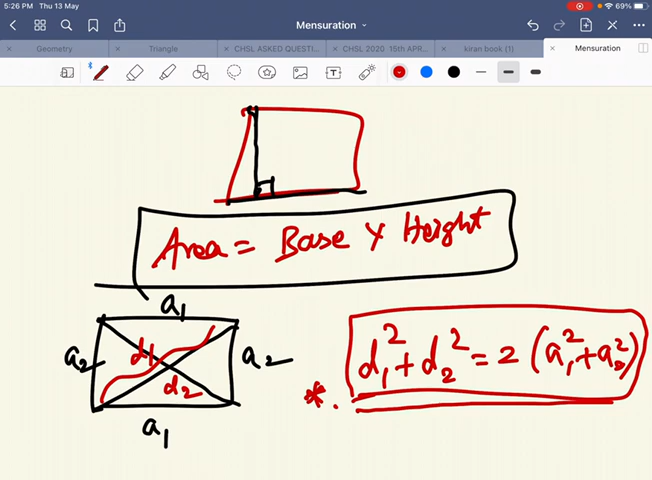 5:26 PM Thu 13 May
69%
Mensuration
Geometry
Triangle
CHSL ASKED QUESTI...
CHSL 2020 15th APR...
kiran book (1)
Mensuration
Area = Base × Height
a₁
a₂ d₁ a₂
d₂
a₁
d₁² + d₂² = 2 (a₁² + a₂²)
*.